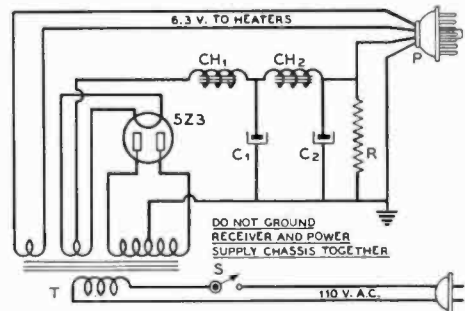 6.3 V. TO HEATERS
P
CH1
CH2
5Z3
C1
C2
R
DO NOT GROUND
RECEIVER AND POWER
SUPPLY CHASSIS TOGETHER
T
S
110 V. A.C.